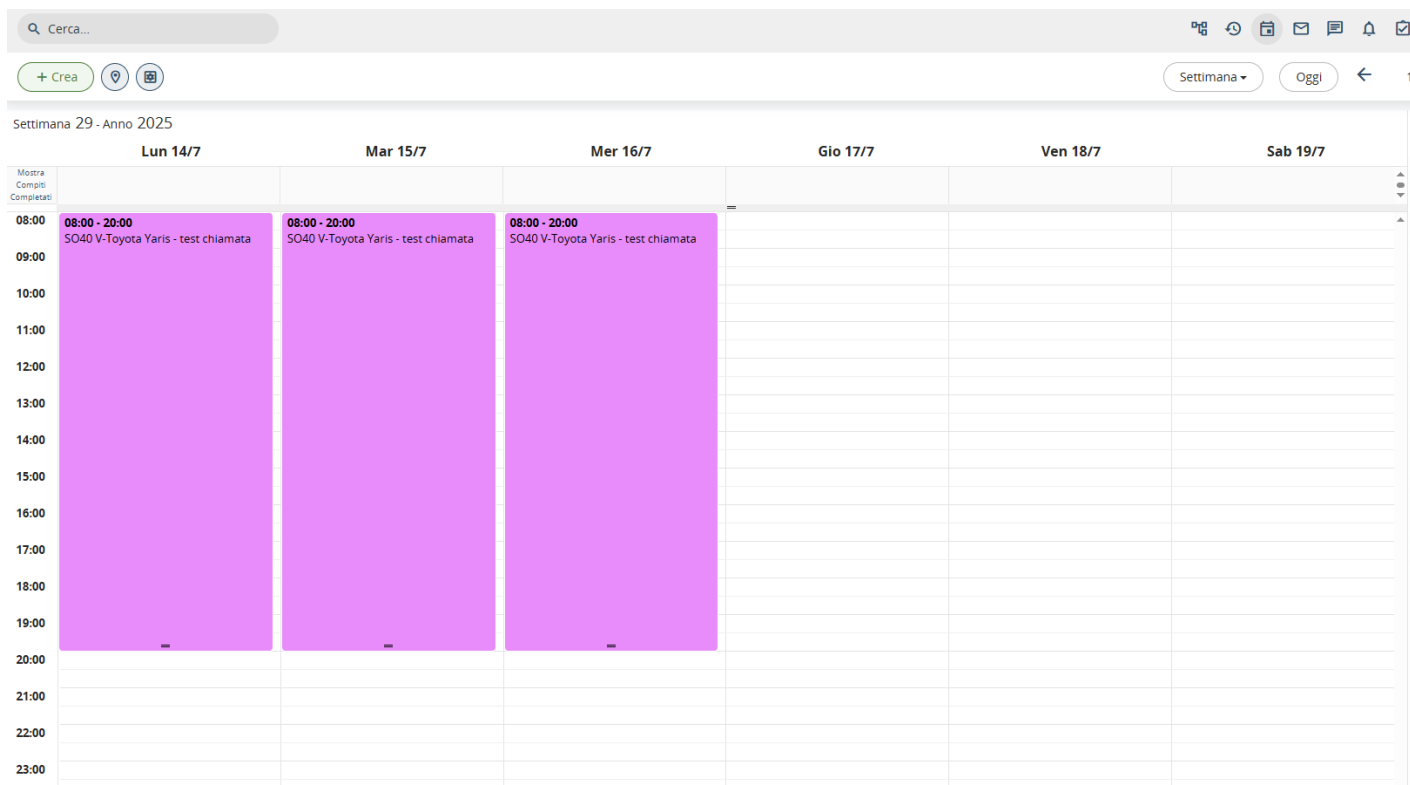 Cerca...
+ Crea
Settimana
Oggi
Settimana 29 - Anno 2025
Lun 14/7
Mar 15/7
Mer 16/7
Gio 17/7
Ven 18/7
Sab 19/7
Mostra
Compiti
Completati
08:00
09:00
10:00
11:00
12:00
13:00
14:00
15:00
16:00
17:00
18:00
19:00
20:00
21:00
22:00
23:00
08:00 - 20:00
SO40 V-Toyota Yaris - test chiamata
08:00 - 20:00
SO40 V-Toyota Yaris - test chiamata
08:00 - 20:00
SO40 V-Toyota Yaris - test chiamata